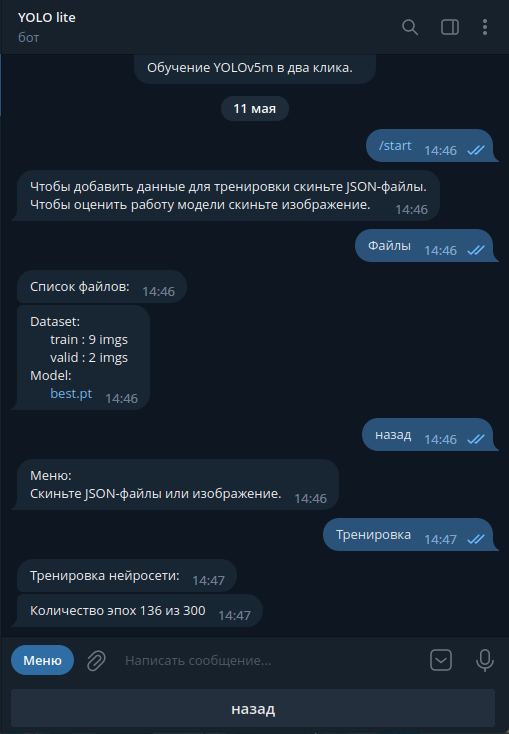 YOLO lite
бот
Обучение YOLOv5m в два клика.
11 мая
/start 14:46
Чтобы добавить данные для тренировки скиньте JSON-файлы.
Чтобы оценить работу модели скиньте изображение. 14:46
Файлы 14:46
Список файлов: 14:46
Dataset:
train : 9 imgs
valid : 2 imgs
Model:
best.pt 14:46
назад 14:46
Меню:
Скиньте JSON-файлы или изображение. 14:46
Тренировка 14:47
Тренировка нейросети: 14:47
Количество эпох 136 из 300 14:47
Меню Написать сообщение...
назад